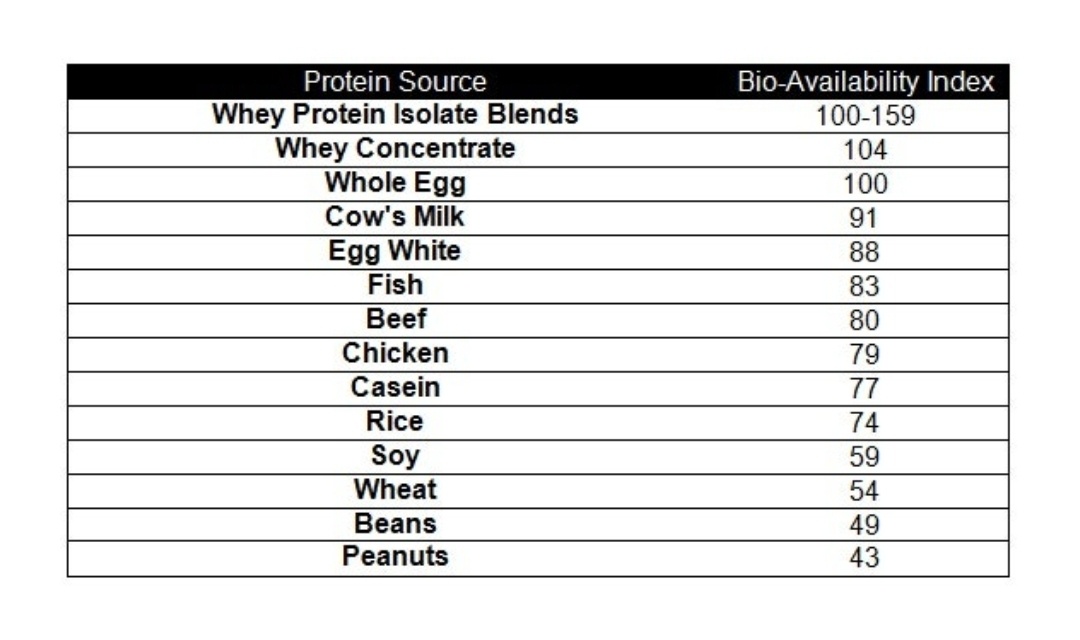 Protein Source Bio-Availability Index
Whey Protein Isolate Blends 100-159
Whey Concentrate 104
Whole Egg 100
Cow's Milk 91
Egg White 88
Fish 83
Beef 80
Chicken 79
Casein 77
Rice 74
Soy 59
Wheat 54
Beans 49
Peanuts 43